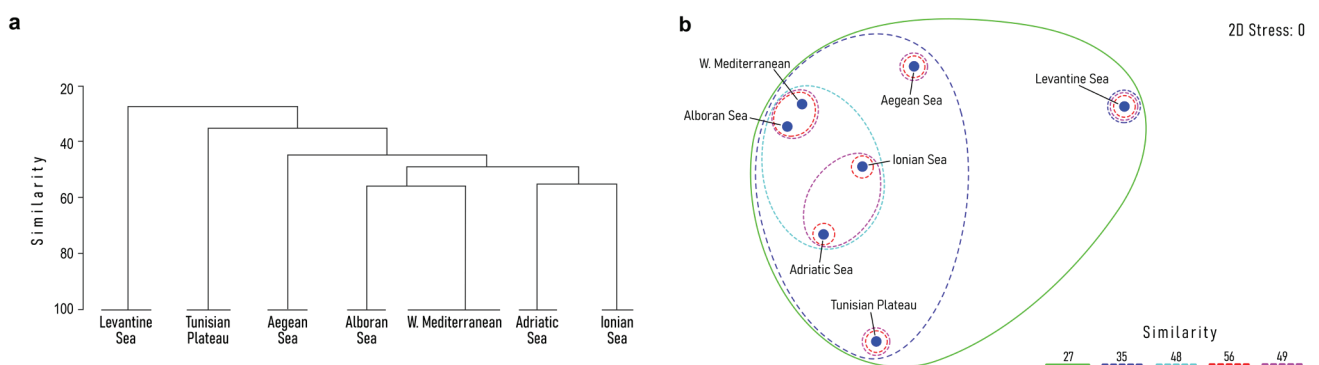 a
20
40
60
80
100
Similarity
Levantine
Sea
Tunisian
Plateau
Aegean
Sea
Alboran
Sea
W. Mediterranean
Adriatic
Sea
Ionian
Sea
b
2D Stress: 0
W. Mediterranean
Alboran Sea
Aegean Sea
Levantine Sea
Ionian Sea
Adriatic Sea
Tunisian Plateau
Similarity
27 35 48 56 49